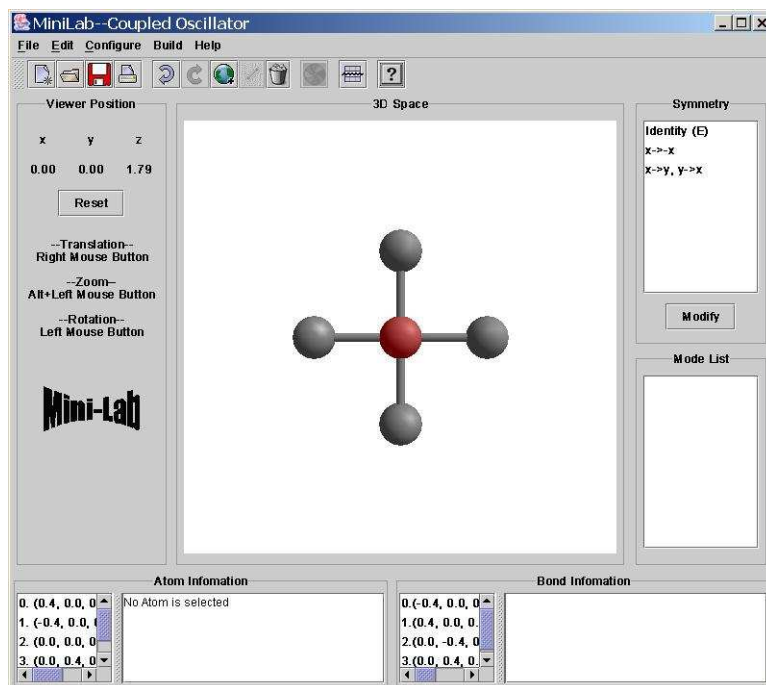 MiniLab--Coupled Oscillator
File Edit Configure Build Help
Viewer Position
x y z
0.00 0.00 1.79
Reset
--Translation--
Right Mouse Button
--Zoom--
Alt+Left Mouse Button
--Rotation--
Left Mouse Button
Mini-Lab
3D Space
Symmetry
Identity (E)
x->-x
x->y, y->x
Modify
Mode List
Atom Infomation
0. (0.4, 0.0, 0
1. (-0.4, 0.0,
2. (0.0, 0.0, 0
3. (0.0, 0.4, 0
No Atom is selected
Bond Infomation
0.(-0.4, 0.0, 0
1.(0.4, 0.0, 0.
2.(0.0, -0.4, 0
3.(0.0, 0.4, 0.